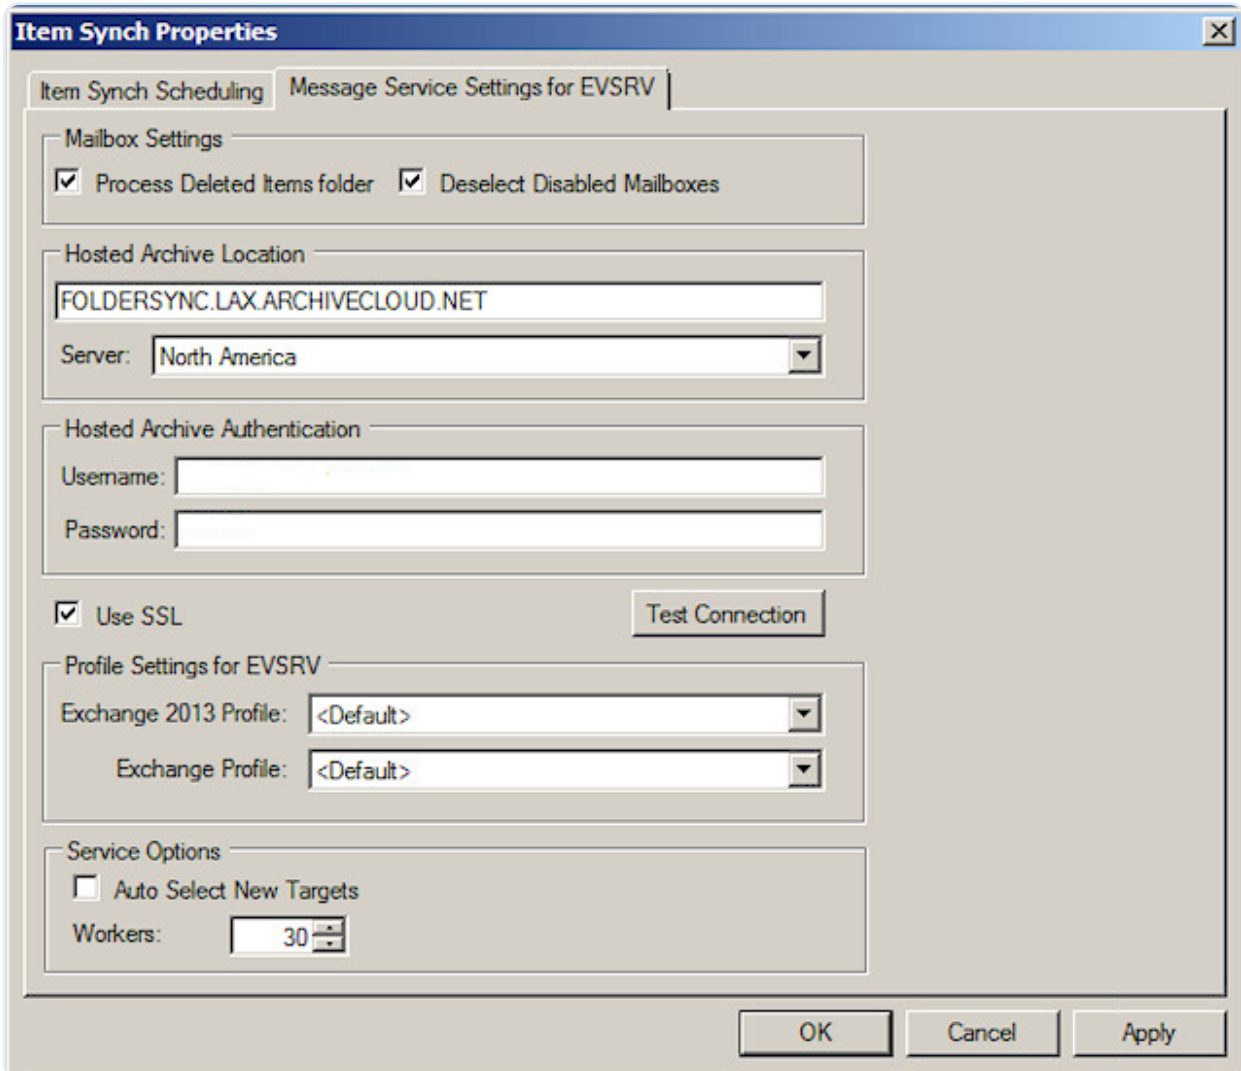 Item Synch Properties
Item Synch Scheduling
Message Service Settings for EVSRV
Mailbox Settings
Process Deleted Items folder
Deselect Disabled Mailboxes
Hosted Archive Location
FOLDERSYNC.LAX.ARCHIVECLOUD.NET
Server: North America
Hosted Archive Authentication
Username:
Password:
Use SSL
Test Connection
Profile Settings for EVSRV
Exchange 2013 Profile: <Default>
Exchange Profile: <Default>
Service Options
Auto Select New Targets
Workers: 30
OK Cancel Apply